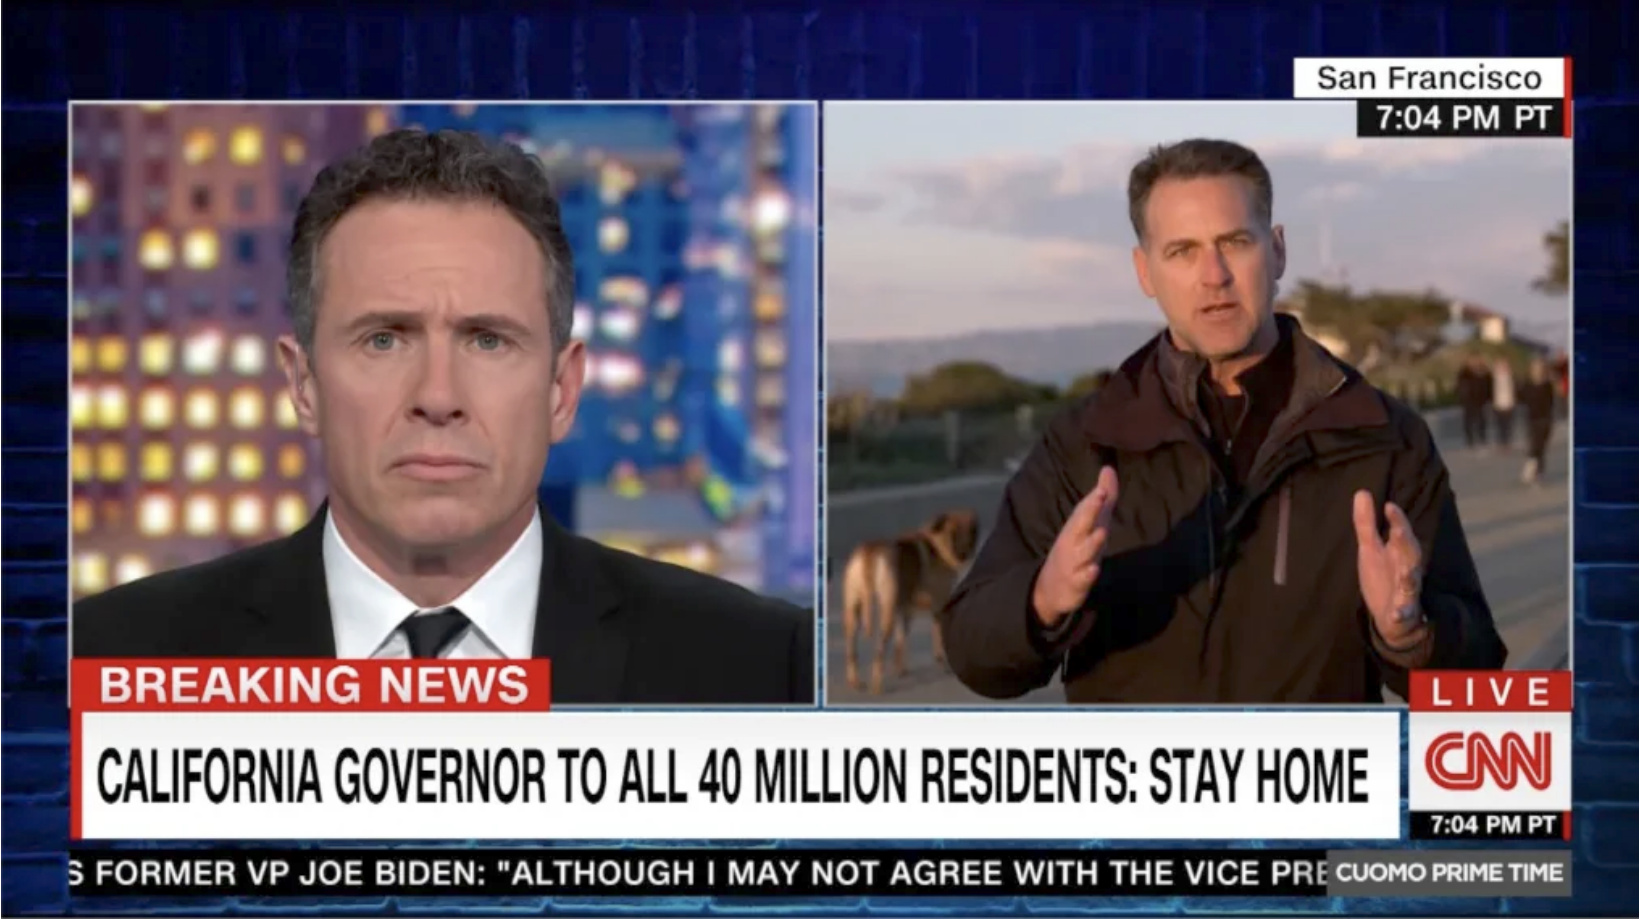 San Francisco
7:04 PM PT
BREAKING NEWS
LIVE
CALIFORNIA GOVERNOR TO ALL 40 MILLION RESIDENTS: STAY HOME
CNN
7:04 PM PT
S FORMER VP JOE BIDEN: "ALTHOUGH I MAY NOT AGREE WITH THE VICE PRE
CUOMO PRIME TIME